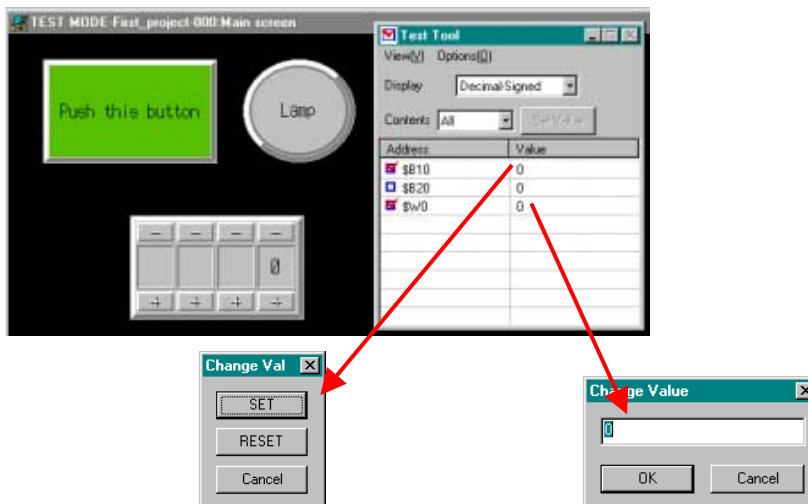 TEST MODE-First_project-000:Main screen
Push this button
Lamp
- - - -
0
+ + + +
Test Tool
View(V) Options(O)
Display Decimal-Signed
Contents All Set Value
Address Value
$B10 0
$B20 0
$W0 0
Change Val
SET
RESET
Cancel
Change Value
0
OK Cancel